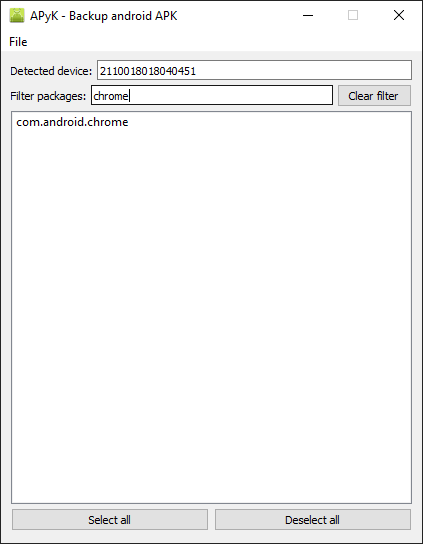 APyK - Backup android APK
File
Detected device: 2110018018040451
Filter packages: chrome Clear filter
com.android.chrome
Select all Deselect all